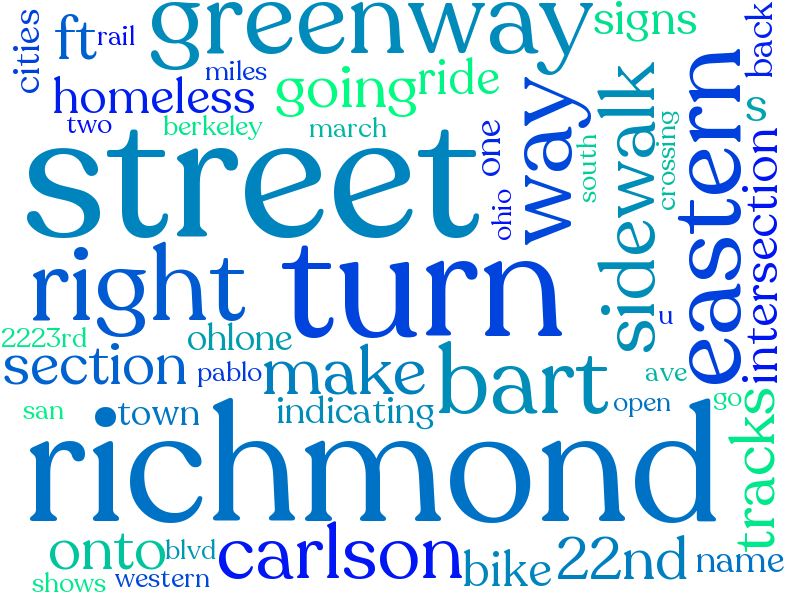 cities
ft
rail
greenway
signs
back
miles
homeless
going
ride
two
berkeley
march
one
way
sidewalk
s
eastern
street
south
crossing
intersection
ohio
right
turn
u
2223rd
ohlone
section
pablo
make
bart
ave
san
town
indicating
open
go
tracks
richmond
onto
blvd
carlson
bike
22nd
name
shows
western